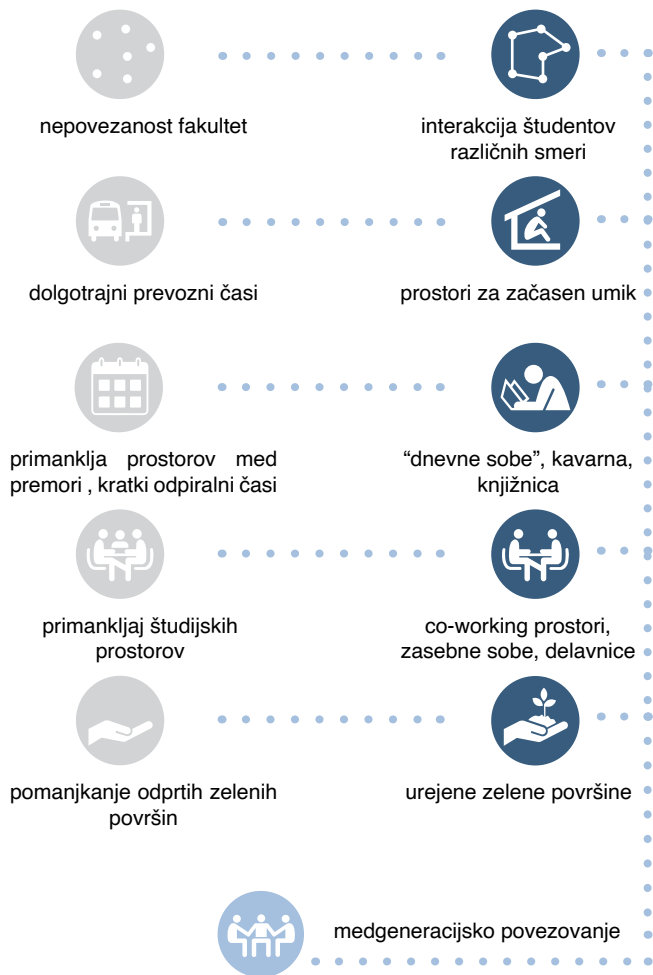 nepovezanost fakultet
interakcija študentov
različnih smeri
dolgotrajni prevozni časi
prostori za začasen umik
primanklja prostorov med
premori , kratki odpiralni časi
“dnevne sobe”, kavarna,
knjižnica
primankljaj študijskih
prostorov
co-working prostori,
zasebne sobe, delavnice
pomanjkanje odprtih zelenih
površin
urejene zelene površine
medgeneracijsko povezovanje